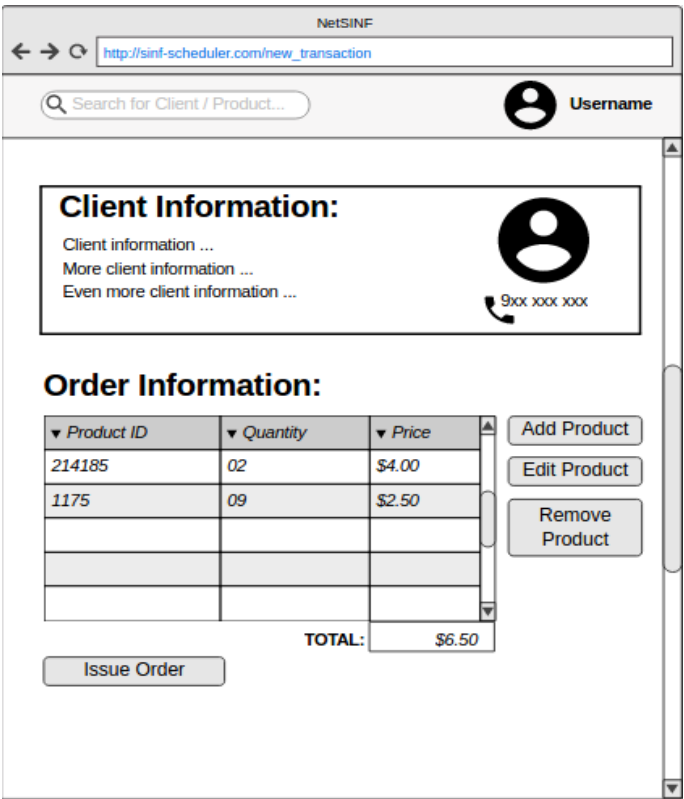 NetSINF
http://sinf-scheduler.com/new_transaction
Search for Client / Product...
Username
Client Information:
Client information ...
More client information ...
Even more client information ...
9xx xxx xxx
Order Information:
Product ID Quantity Price
214185 02 $4.00
1175 09 $2.50
TOTAL: $6.50
Add Product
Edit Product
Remove
Product
Issue Order